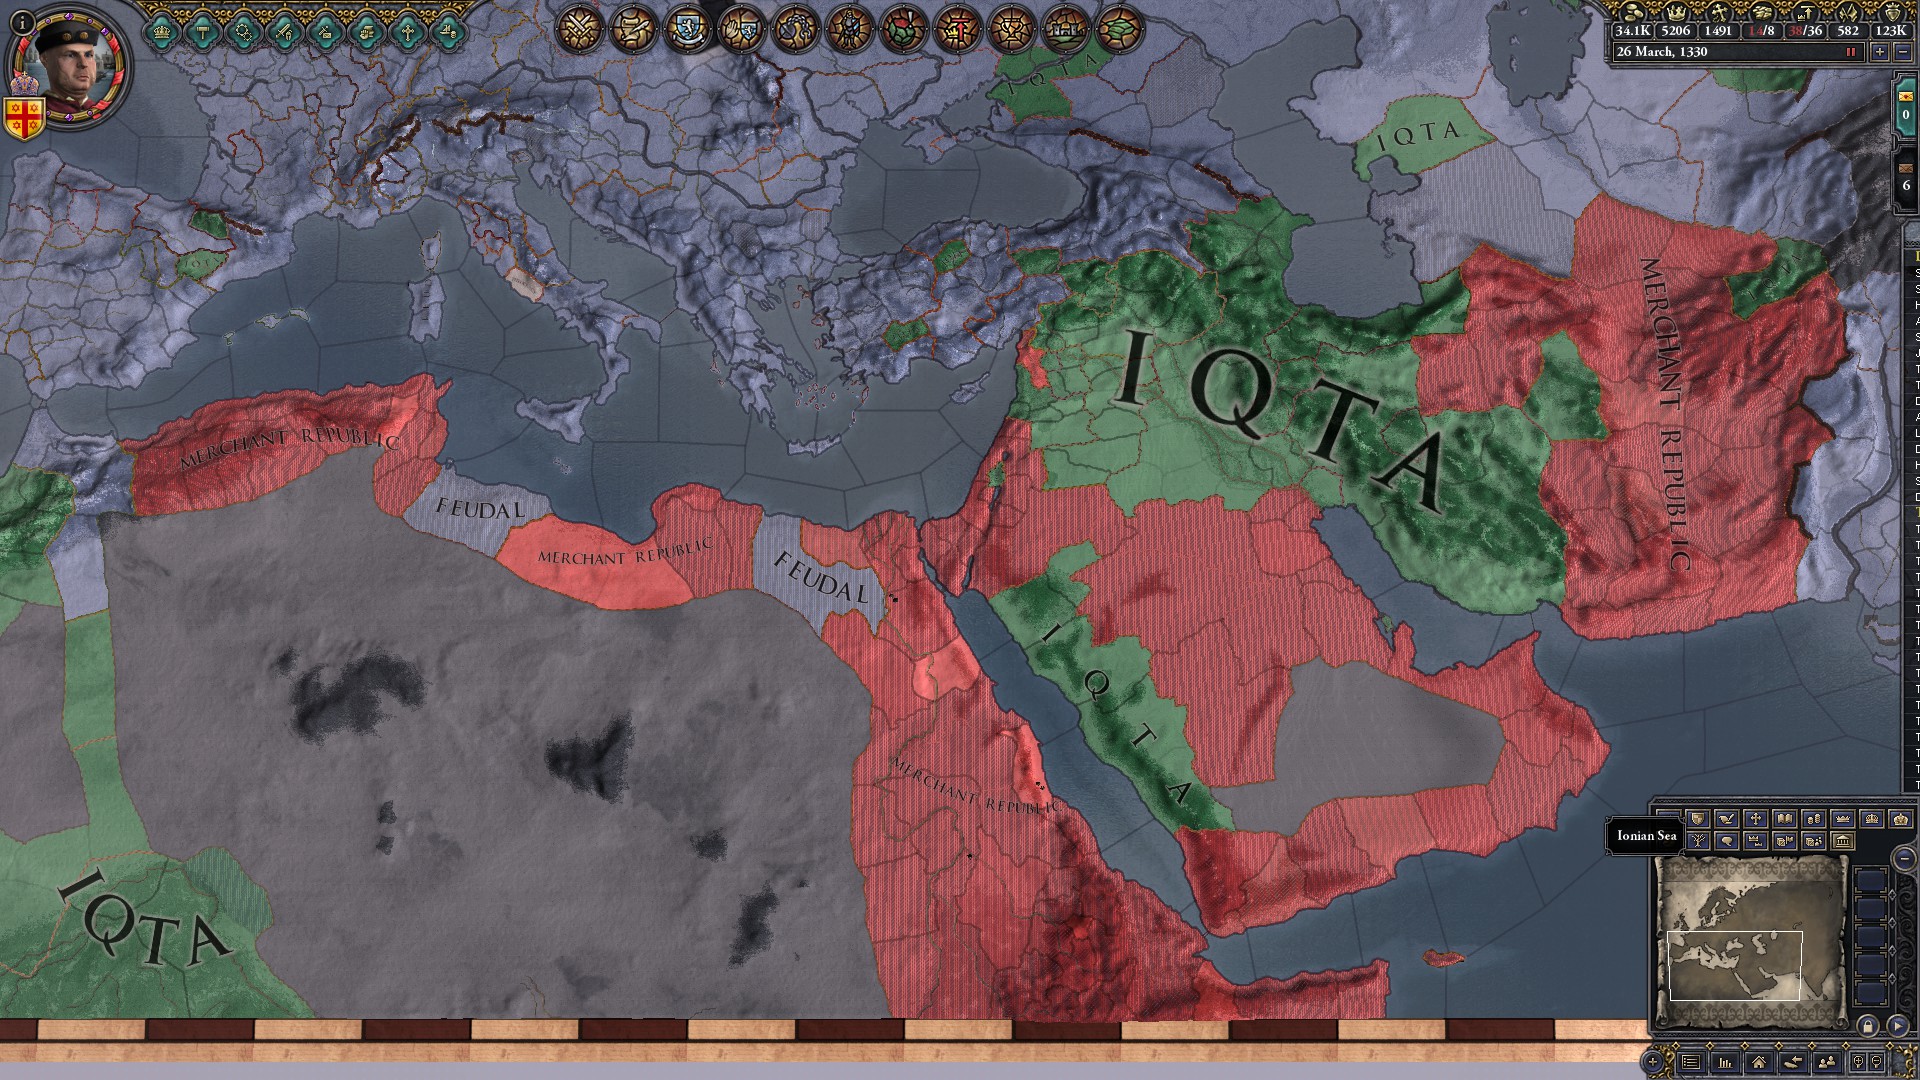 34.1K 5206 1491 14/8 38/36 582 123K
26 March, 1330
0
6
IQTA
IQTA
IQTA
MERCHANT REPUBLIC
MERCHANT REPUBLIC
FEUDAL
MERCHANT REPUBLIC
FEUDAL
IQTA
MERCHANT REPUBLIC
IQTA
Ionian Sea